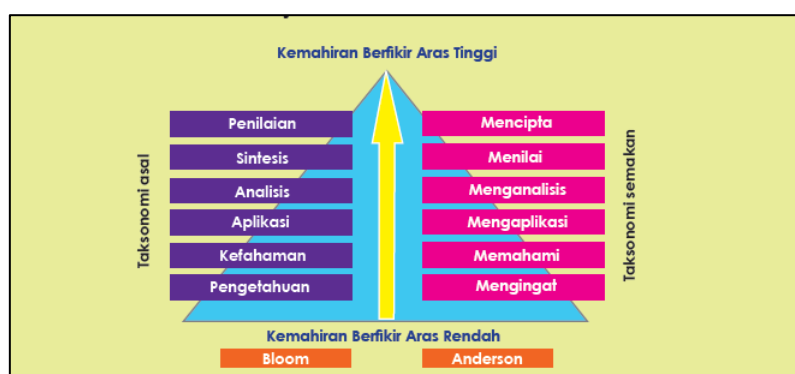 Kemahiran Berfikir Aras Tinggi
Taksonomi asal
Penilaian
Sintesis
Analisis
Aplikasi
Kefahaman
Pengetahuan
Mencipta
Menilai
Menganalisis
Mengaplikasi
Memahami
Mengingat
Taksonomi semakan
Kemahiran Berfikir Aras Rendah
Bloom
Anderson